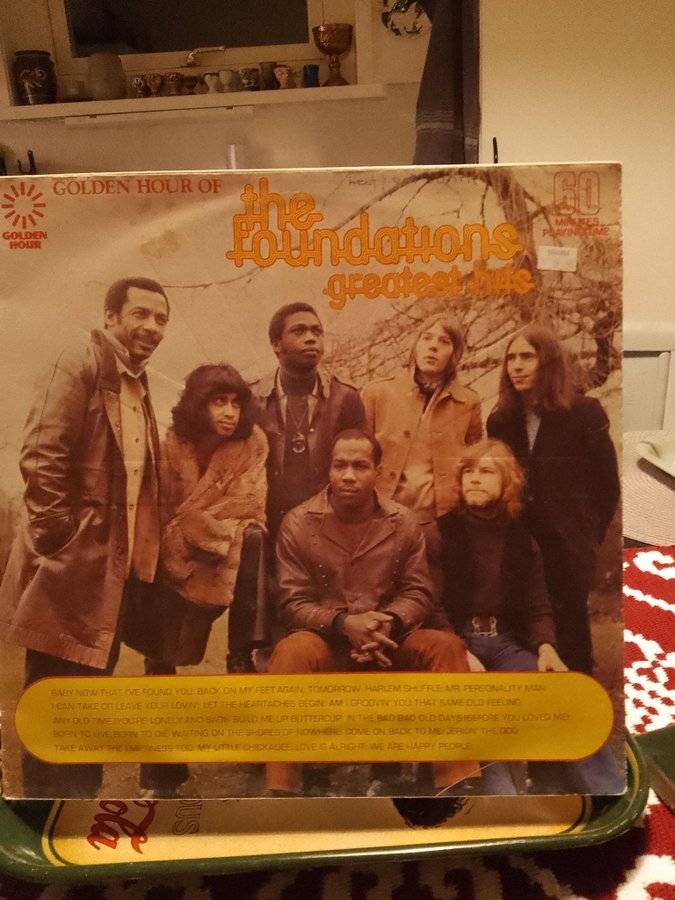 GOLDEN HOUR OF
the
foundations
greatest hits
GOLDEN
HOUR
60
MINUTES
PLAYING TIME
BABY NOW THAT I'VE FOUND YOU: BACK ON MY FEET AGAIN: TOMORROW: HARLEM SHUFFLE: MR. PERSONALITY MAN
I CAN TAKE OR LEAVE YOUR LOVIN': LET THE HEARTACHES BEGIN: AM I GROOVIN' YOU: THAT SAME OLD FEELING
ANY OLD TIME (YOU'RE LONELY AND SAD): BUILD ME UP BUTTERCUP: IN THE BAD BAD OLD DAYS (BEFORE YOU LOVED ME)
BORN TO LIVE, BORN TO DIE: WAITING ON THE SHORES OF NOWHERE: COME ON BACK TO ME: JERKIN' THE DOG
TAKE AWAY THE EMPTINESS TOO: MY LITTLE CHICKADEE: LOVE IS ALRIGHT: WE ARE HAPPY PEOPLE